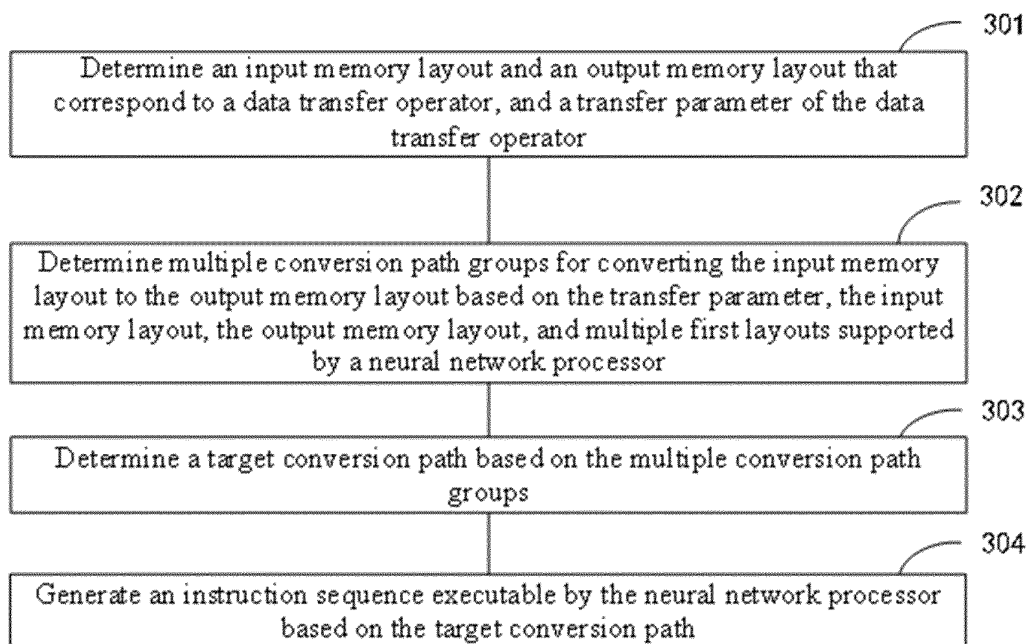 301
Determine an input memory layout and an output memory layout that
correspond to a data transfer operator, and a transfer parameter of the data
transfer operator
302
Determine multiple conversion path groups for converting the input memory
layout to the output memory layout based on the transfer parameter, the input
memory layout, the output memory layout, and multiple first layouts supported
by a neural network processor
303
Determine a target conversion path based on the multiple conversion path
groups
304
Generate an instruction sequence executable by the neural network processor
based on the target conversion path